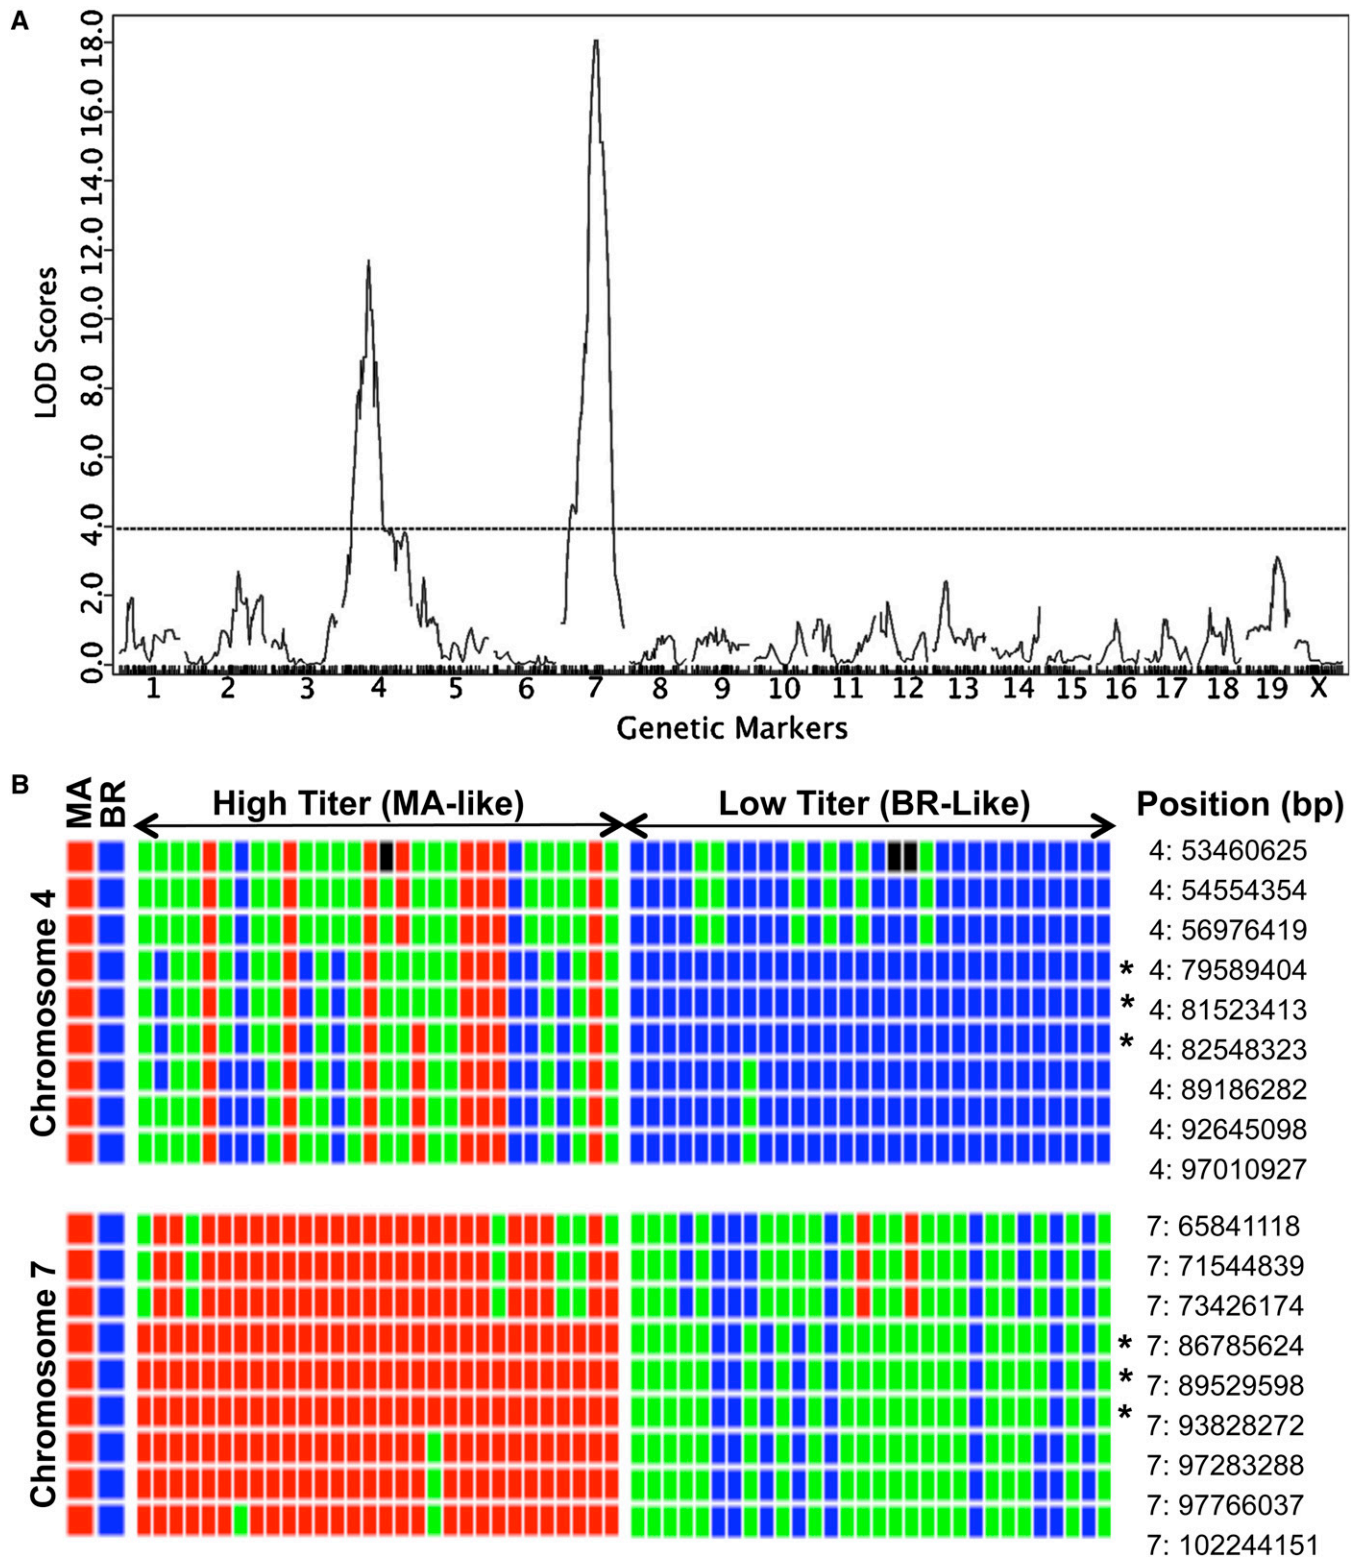 A
LOD Scores
18.0
16.0
14.0
12.0
10.0
8.0
6.0
4.0
2.0
0.0
1 2 3 4 5 6 7 8 9 10 11 12 13 14 15 16 17 18 19 X
Genetic Markers
B
MA BR High Titer (MA-like) Low Titer (BR-Like) Position (bp)
Chromosome 4
4: 53460625
4: 54554354
4: 56976419
* 4: 79589404
* 4: 81523413
* 4: 82548323
4: 89186282
4: 92645098
4: 97010927
Chromosome 7
7: 65841118
7: 71544839
7: 73426174
* 7: 86785624
* 7: 89529598
* 7: 93828272
7: 97283288
7: 97766037
7: 102244151